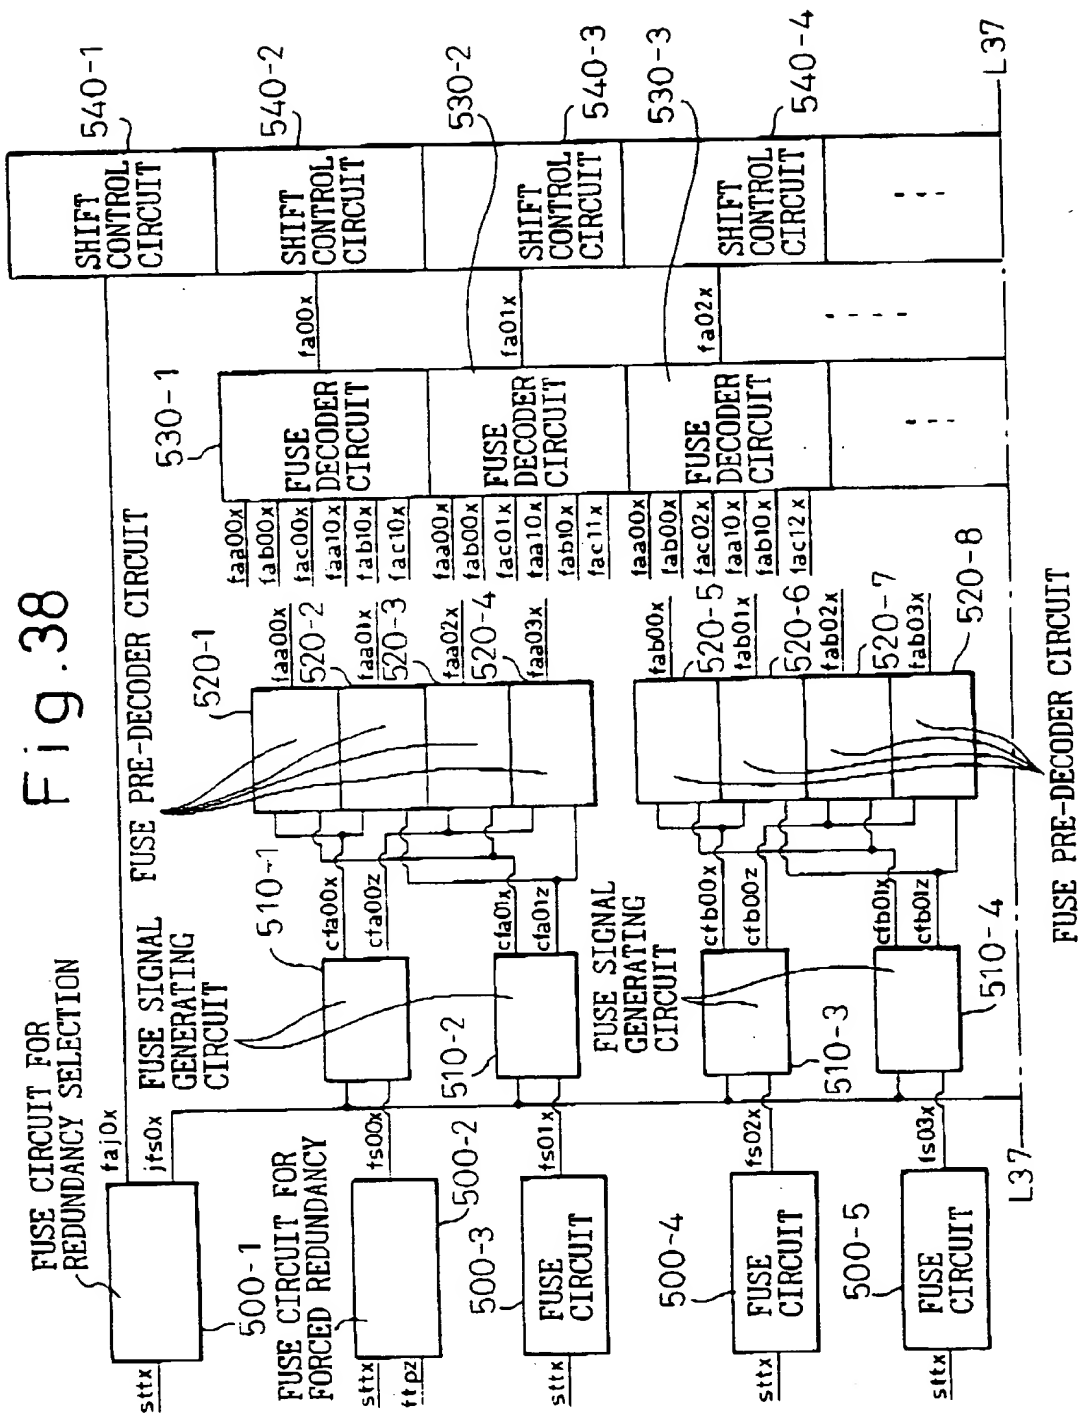 Fig.38
FUSE CIRCUIT FOR
REDUNDANCY SELECTION
faj0x
jfs0x
sttx
500-1
FUSE CIRCUIT FOR
FORCED REDUNDANCY
sttx
ftpz
fs00x
500-2
500-3
FUSE
CIRCUIT
sttx
fs01x
500-4
FUSE
CIRCUIT
sttx
fs02x
500-5
FUSE
CIRCUIT
sttx
fs03x
L37
FUSE SIGNAL
GENERATING
CIRCUIT
510-1
cfa00x
cfa00z
510-2
cfa01x
cfa01z
FUSE SIGNAL
GENERATING
CIRCUIT
510-3
cfb00x
cfb00z
510-4
cfb01x
cfb01z
FUSE PRE-DECODER CIRCUIT
520-1
faa00x
520-2
faa01x
520-3
faa02x
520-4
faa03x
fab00x
520-5
fab01x
520-6
fab02x
520-7
fab03x
520-8
FUSE PRE-DECODER CIRCUIT
530-1
faa00x
fab00x
fac00x
faa10x
fab10x
fac10x
FUSE
DECODER
CIRCUIT
fa00x
530-2
faa00x
fab00x
fac01x
faa10x
fab10x
fac11x
FUSE
DECODER
CIRCUIT
fa01x
530-3
faa00x
fab00x
fac02x
faa10x
fab10x
fac12x
FUSE
DECODER
CIRCUIT
fa02x
SHIFT
CONTROL
CIRCUIT
540-1
SHIFT
CONTROL
CIRCUIT
540-2
SHIFT
CONTROL
CIRCUIT
540-3
SHIFT
CONTROL
CIRCUIT
540-4
L37